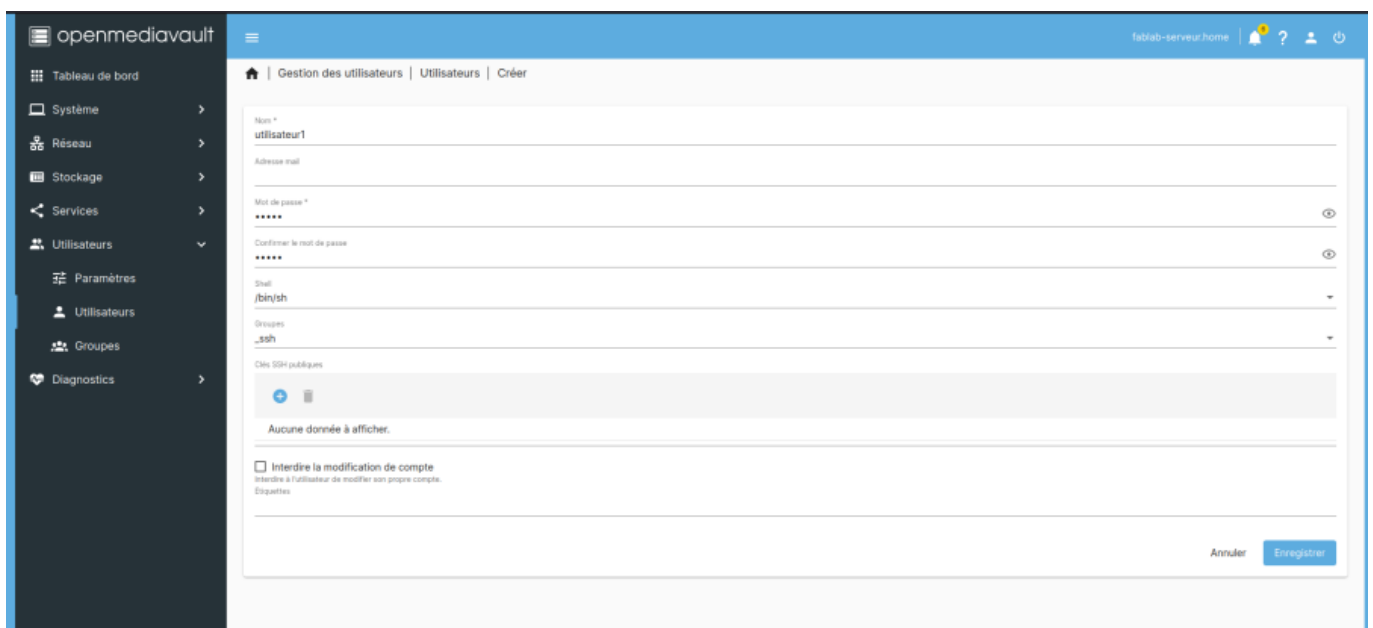 openmediavault
fablab-serveur.home
Tableau de bord
Gestion des utilisateurs | Utilisateurs | Créer
Système
Réseau
Stockage
Services
Utilisateurs
Paramètres
Utilisateurs
Groupes
Diagnostics
Nom *
utilisateur1
Adresse mail
Mot de passe *
•••••
Confirmer le mot de passe
•••••
Shell
/bin/sh
Groupes
_ssh
Clés SSH publiques
Aucune donnée à afficher.
Interdire la modification de compte
Interdire à l'utilisateur de modifier son propre compte.
Etiquettes
Annuler
Enregistrer